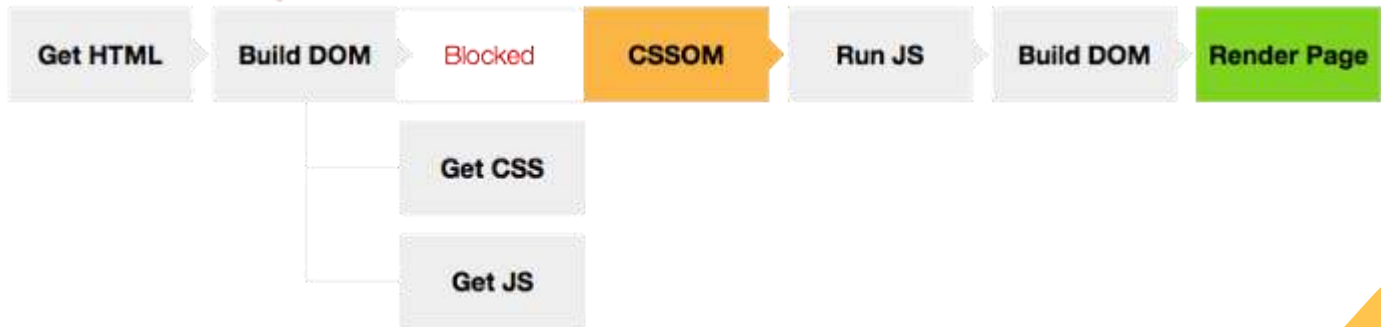 Get HTML
Build DOM
Blocked
CSSOM
Run JS
Build DOM
Render Page
Get CSS
Get JS